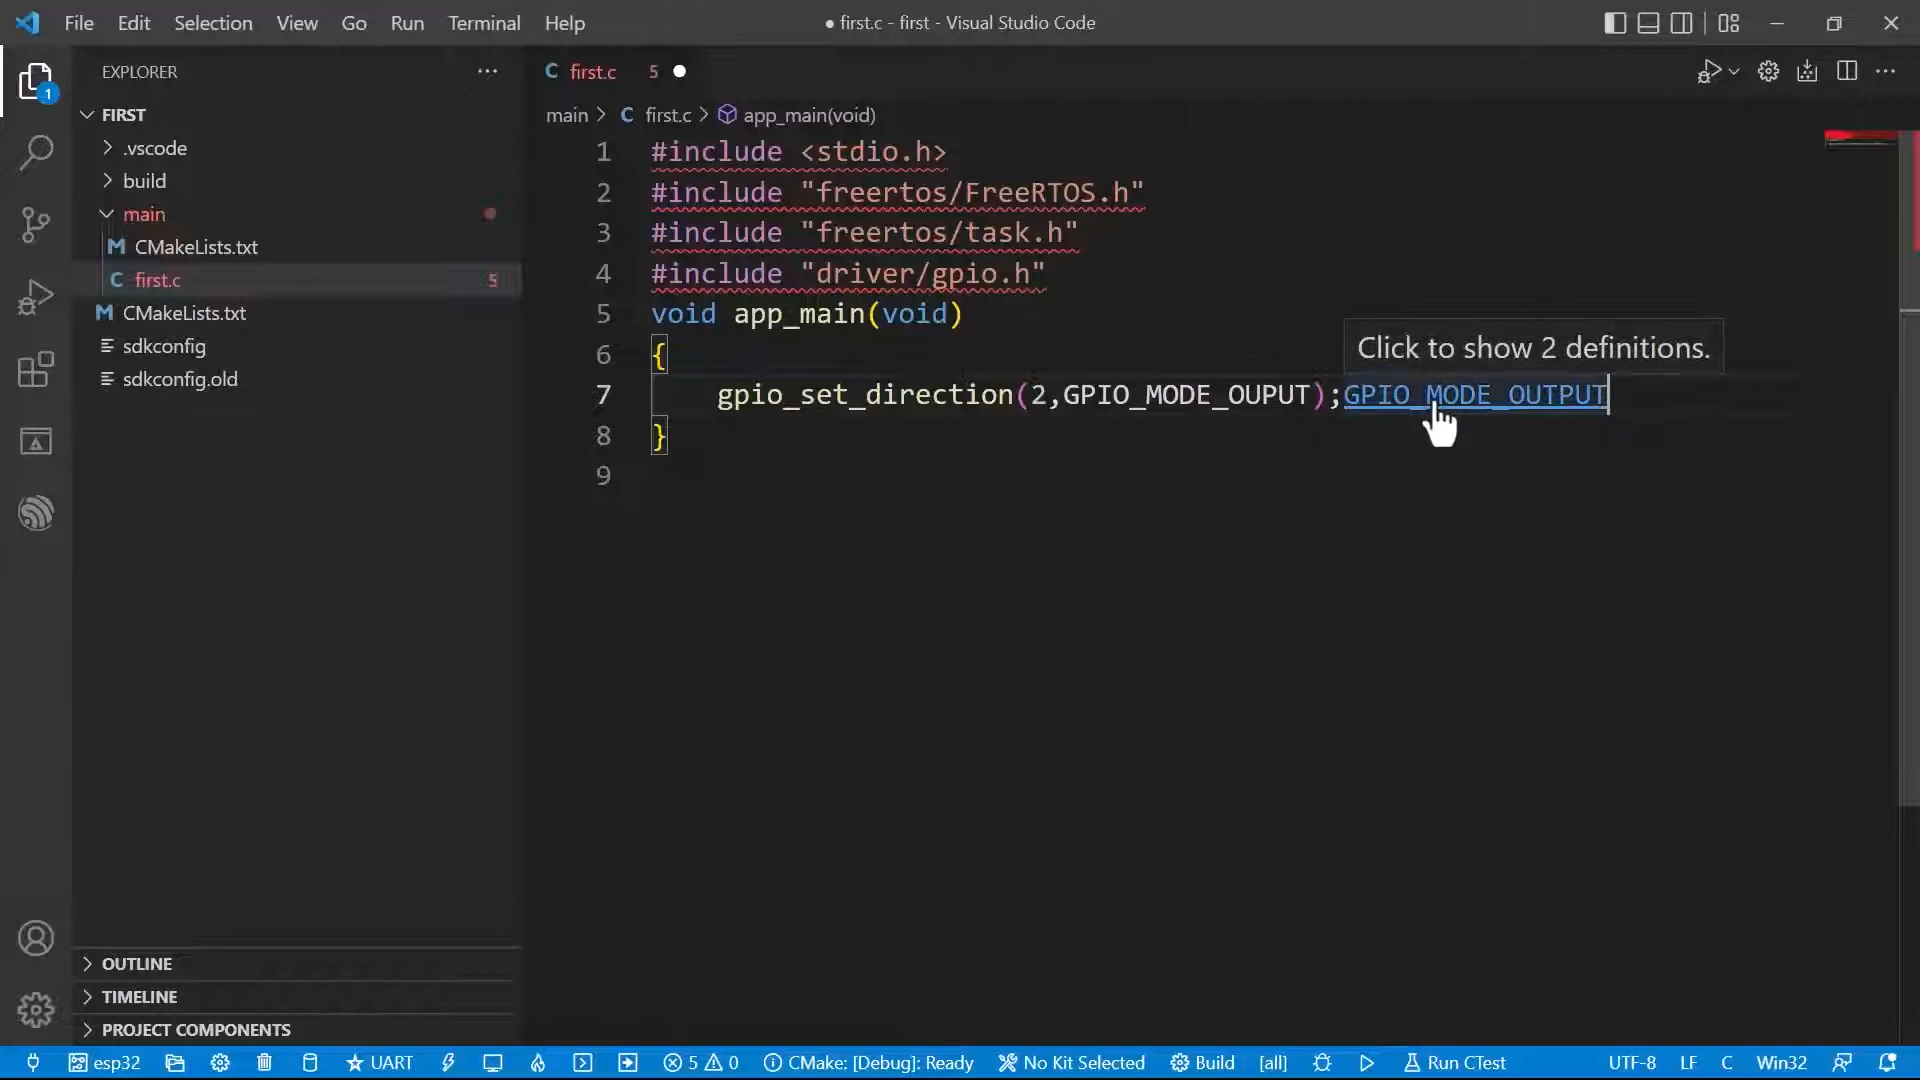 File Edit Selection View Go Run Terminal Help
● first.c - first - Visual Studio Code
EXPLORER
1
FIRST
.vscode
build
main
M CMakeLists.txt
C first.c 5
M CMakeLists.txt
sdkconfig
sdkconfig.old
OUTLINE
TIMELINE
PROJECT COMPONENTS
C first.c 5
main > C first.c > app_main(void)
1 #include <stdio.h>
2 #include "freertos/FreeRTOS.h"
3 #include "freertos/task.h"
4 #include "driver/gpio.h"
5 void app_main(void)
6 {
Click to show 2 definitions.
7 gpio_set_direction(2,GPIO_MODE_OUPUT);GPIO_MODE_OUTPUT
8 }
9
esp32 UART 5 0 CMake: [Debug]: Ready No Kit Selected Build [all] Run CTest UTF-8 LF C Win32